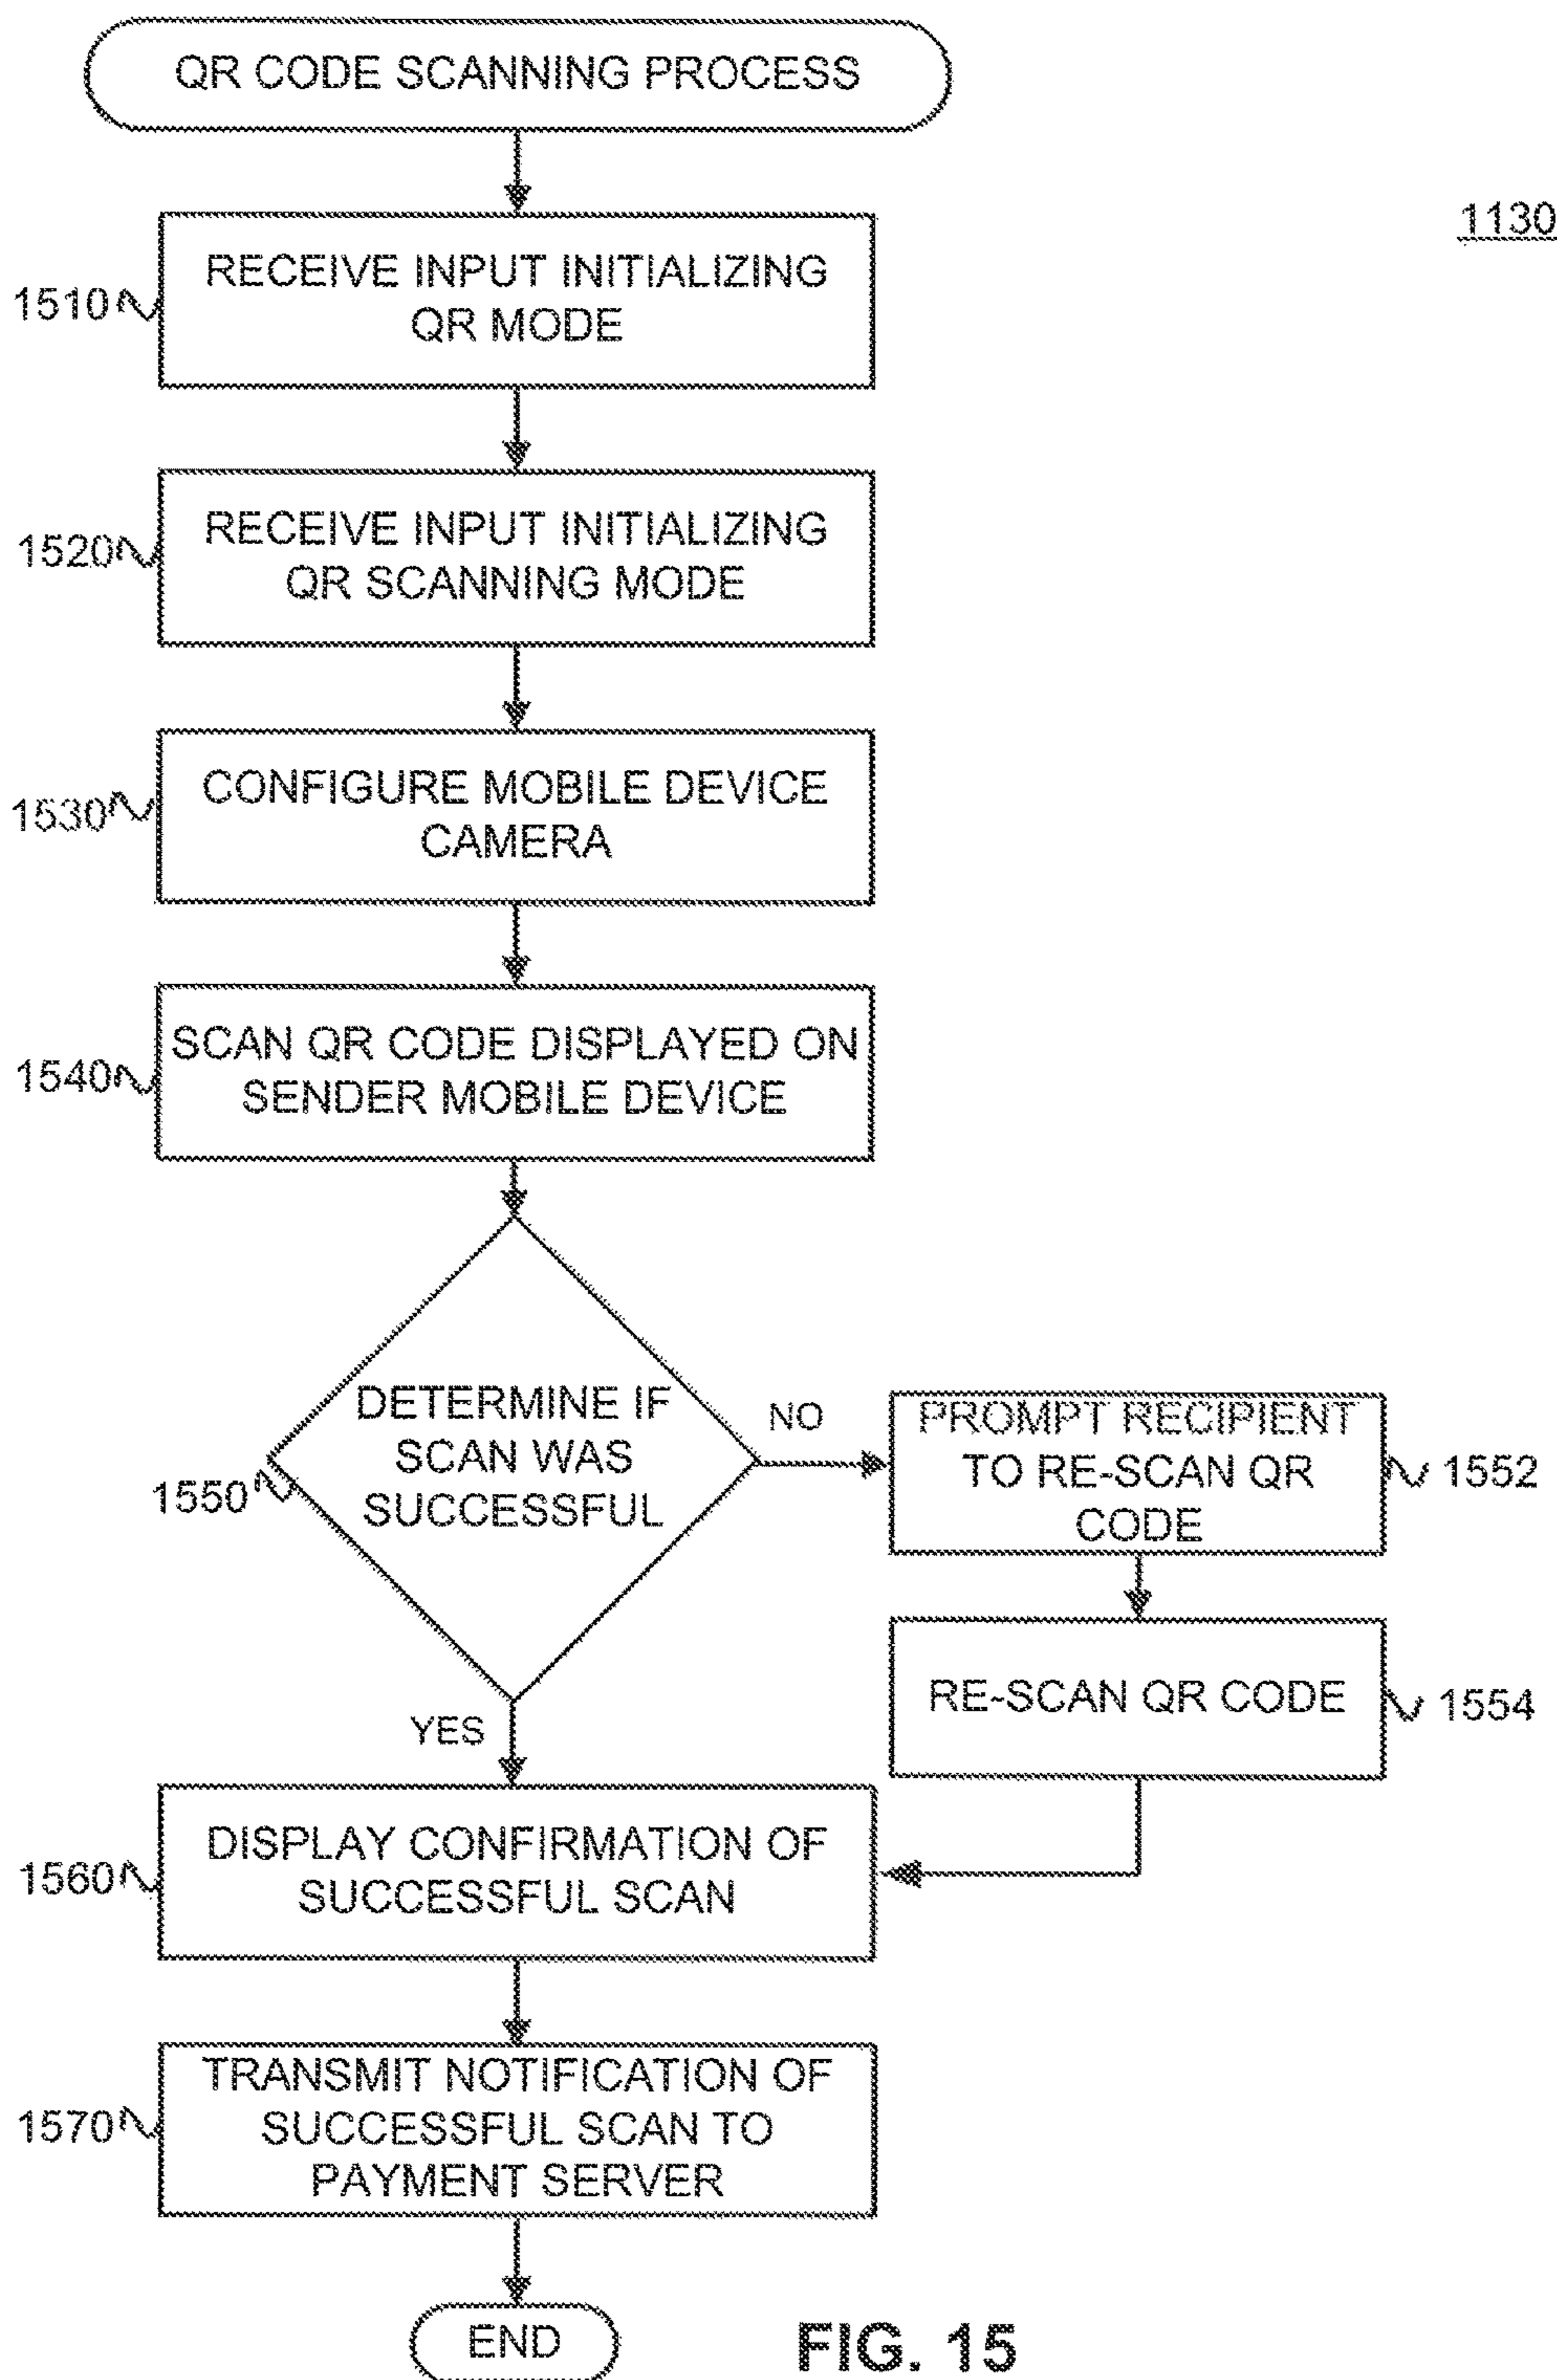 QR CODE SCANNING PROCESS
1130
RECEIVE INPUT INITIALIZING
QR MODE
1510
RECEIVE INPUT INITIALIZING
QR SCANNING MODE
1520
CONFIGURE MOBILE DEVICE
CAMERA
1530
SCAN QR CODE DISPLAYED ON
SENDER MOBILE DEVICE
1540
DETERMINE IF
SCAN WAS
SUCCESSFUL
1550
NO
PROMPT RECIPIENT
TO RE-SCAN QR
CODE
1552
RE-SCAN QR CODE
1554
YES
DISPLAY CONFIRMATION OF
SUCCESSFUL SCAN
1560
TRANSMIT NOTIFICATION OF
SUCCESSFUL SCAN TO
PAYMENT SERVER
1570
END
FIG. 15